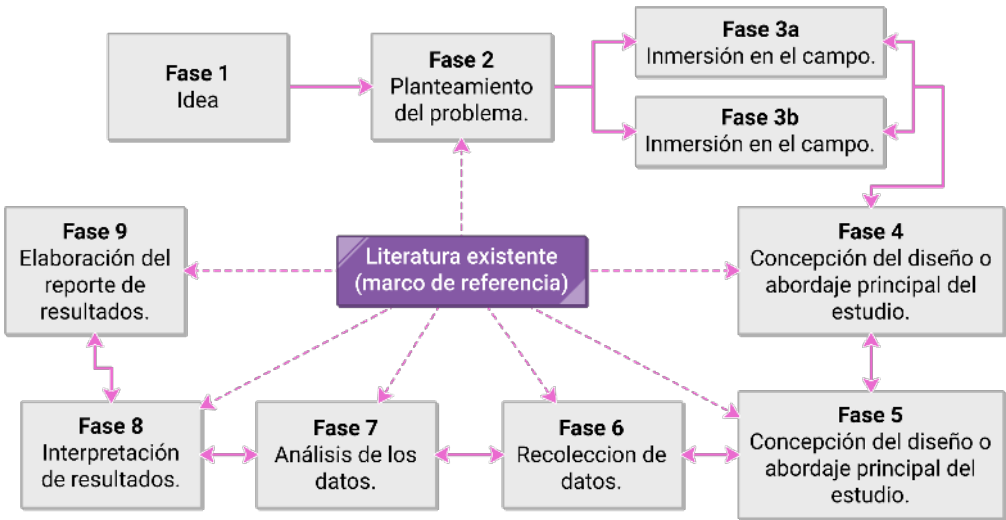 Fase 1
Idea
Fase 2
Planteamiento
del problema.
Fase 3a
Inmersión en el campo.
Fase 3b
Inmersión en el campo.
Fase 9
Elaboración del
reporte de
resultados.
Literatura existente
(marco de referencia)
Fase 4
Concepción del diseño o
abordaje principal del
estudio.
Fase 8
Interpretación
de resultados.
Fase 7
Análisis de los
datos.
Fase 6
Recoleccion de
datos.
Fase 5
Concepción del diseño o
abordaje principal del
estudio.